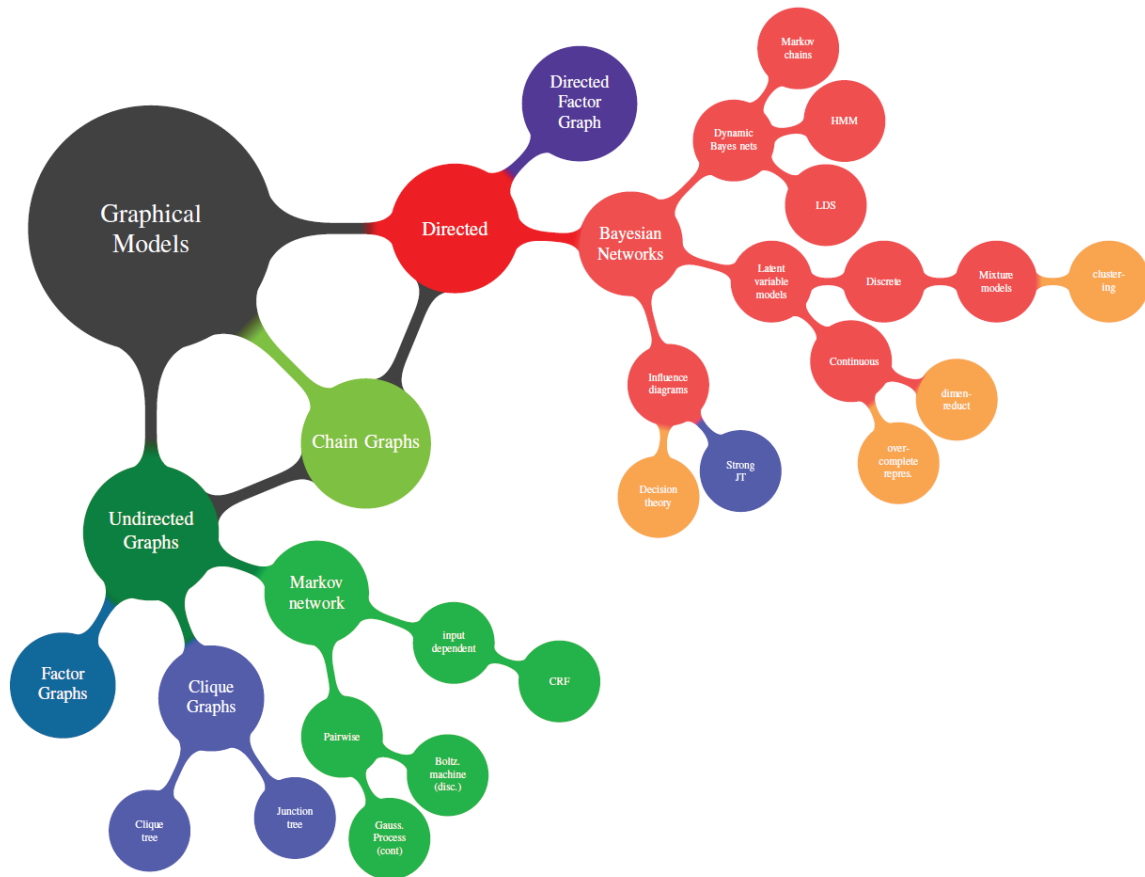 Graphical
Models
Directed
Directed
Factor
Graph
Bayesian
Networks
Dynamic
Bayes nets
Markov
chains
HMM
LDS
Latent
variable
models
Discrete
Mixture
models
cluster-
ing
Continuous
dimen-
reduct
over-
complete
repres.
Influence
diagrams
Strong
JT
Decision
theory
Chain Graphs
Undirected
Graphs
Markov
network
input
dependent
CRF
Pairwise
Boltz.
machine
(disc.)
Gauss.
Process
(cont)
Factor
Graphs
Clique
Graphs
Clique
tree
Junction
tree